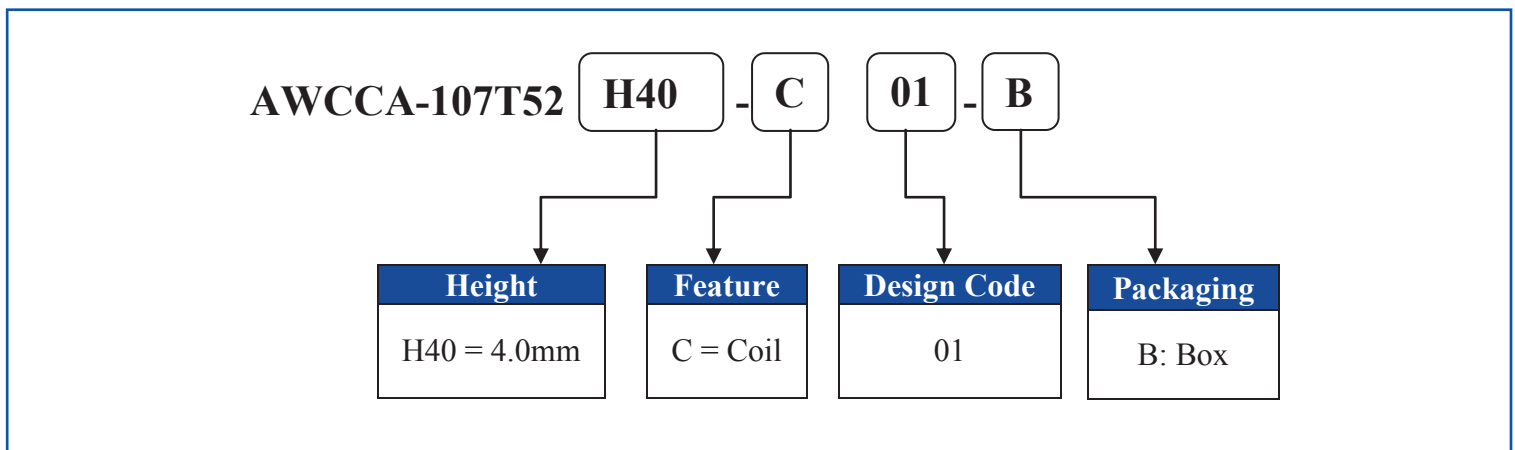 AWCCA-107T52 H40 - C 01 - B
Height Feature Design Code Packaging
H40 = 4.0mm C = Coil 01 B: Box